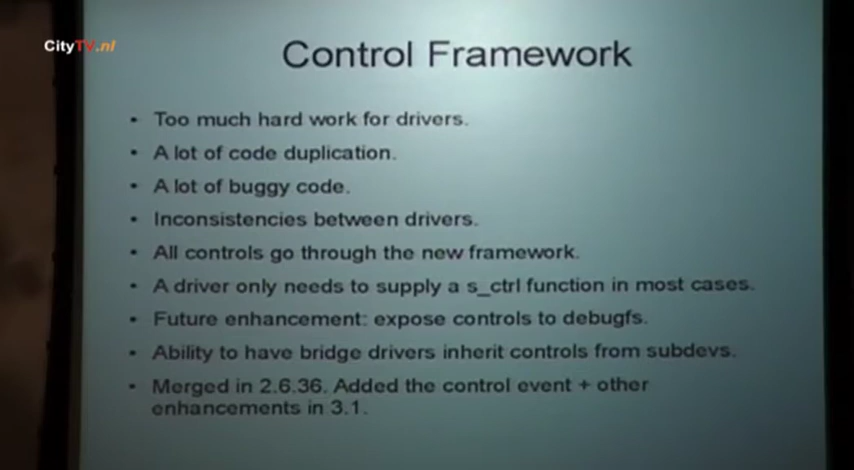 CityTV.nl
Control Framework
• Too much hard work for drivers.
• A lot of code duplication.
• A lot of buggy code.
• Inconsistencies between drivers.
• All controls go through the new framework.
• A driver only needs to supply a s_ctrl function in most cases.
• Future enhancement: expose controls to debugfs.
• Ability to have bridge drivers inherit controls from subdevs.
• Merged in 2.6.36. Added the control event + other
enhancements in 3.1.